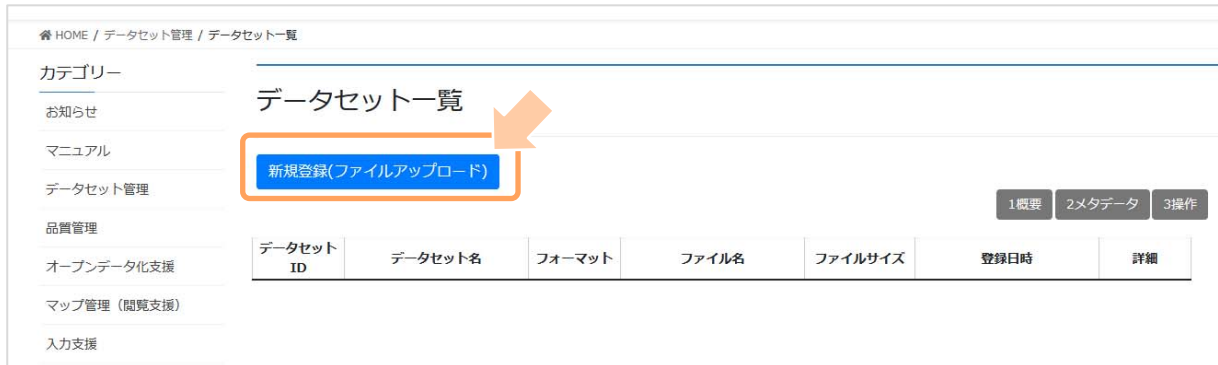 HOME / データセット管理 / データセット一覧
カテゴリー
お知らせ
マニュアル
データセット管理
品質管理
オープンデータ化支援
マップ管理（閲覧支援）
入力支援
データセット一覧
新規登録(ファイルアップロード)
1概要 2メタデータ 3操作
データセット
ID
データセット名 フォーマット ファイル名 ファイルサイズ 登録日時 詳細